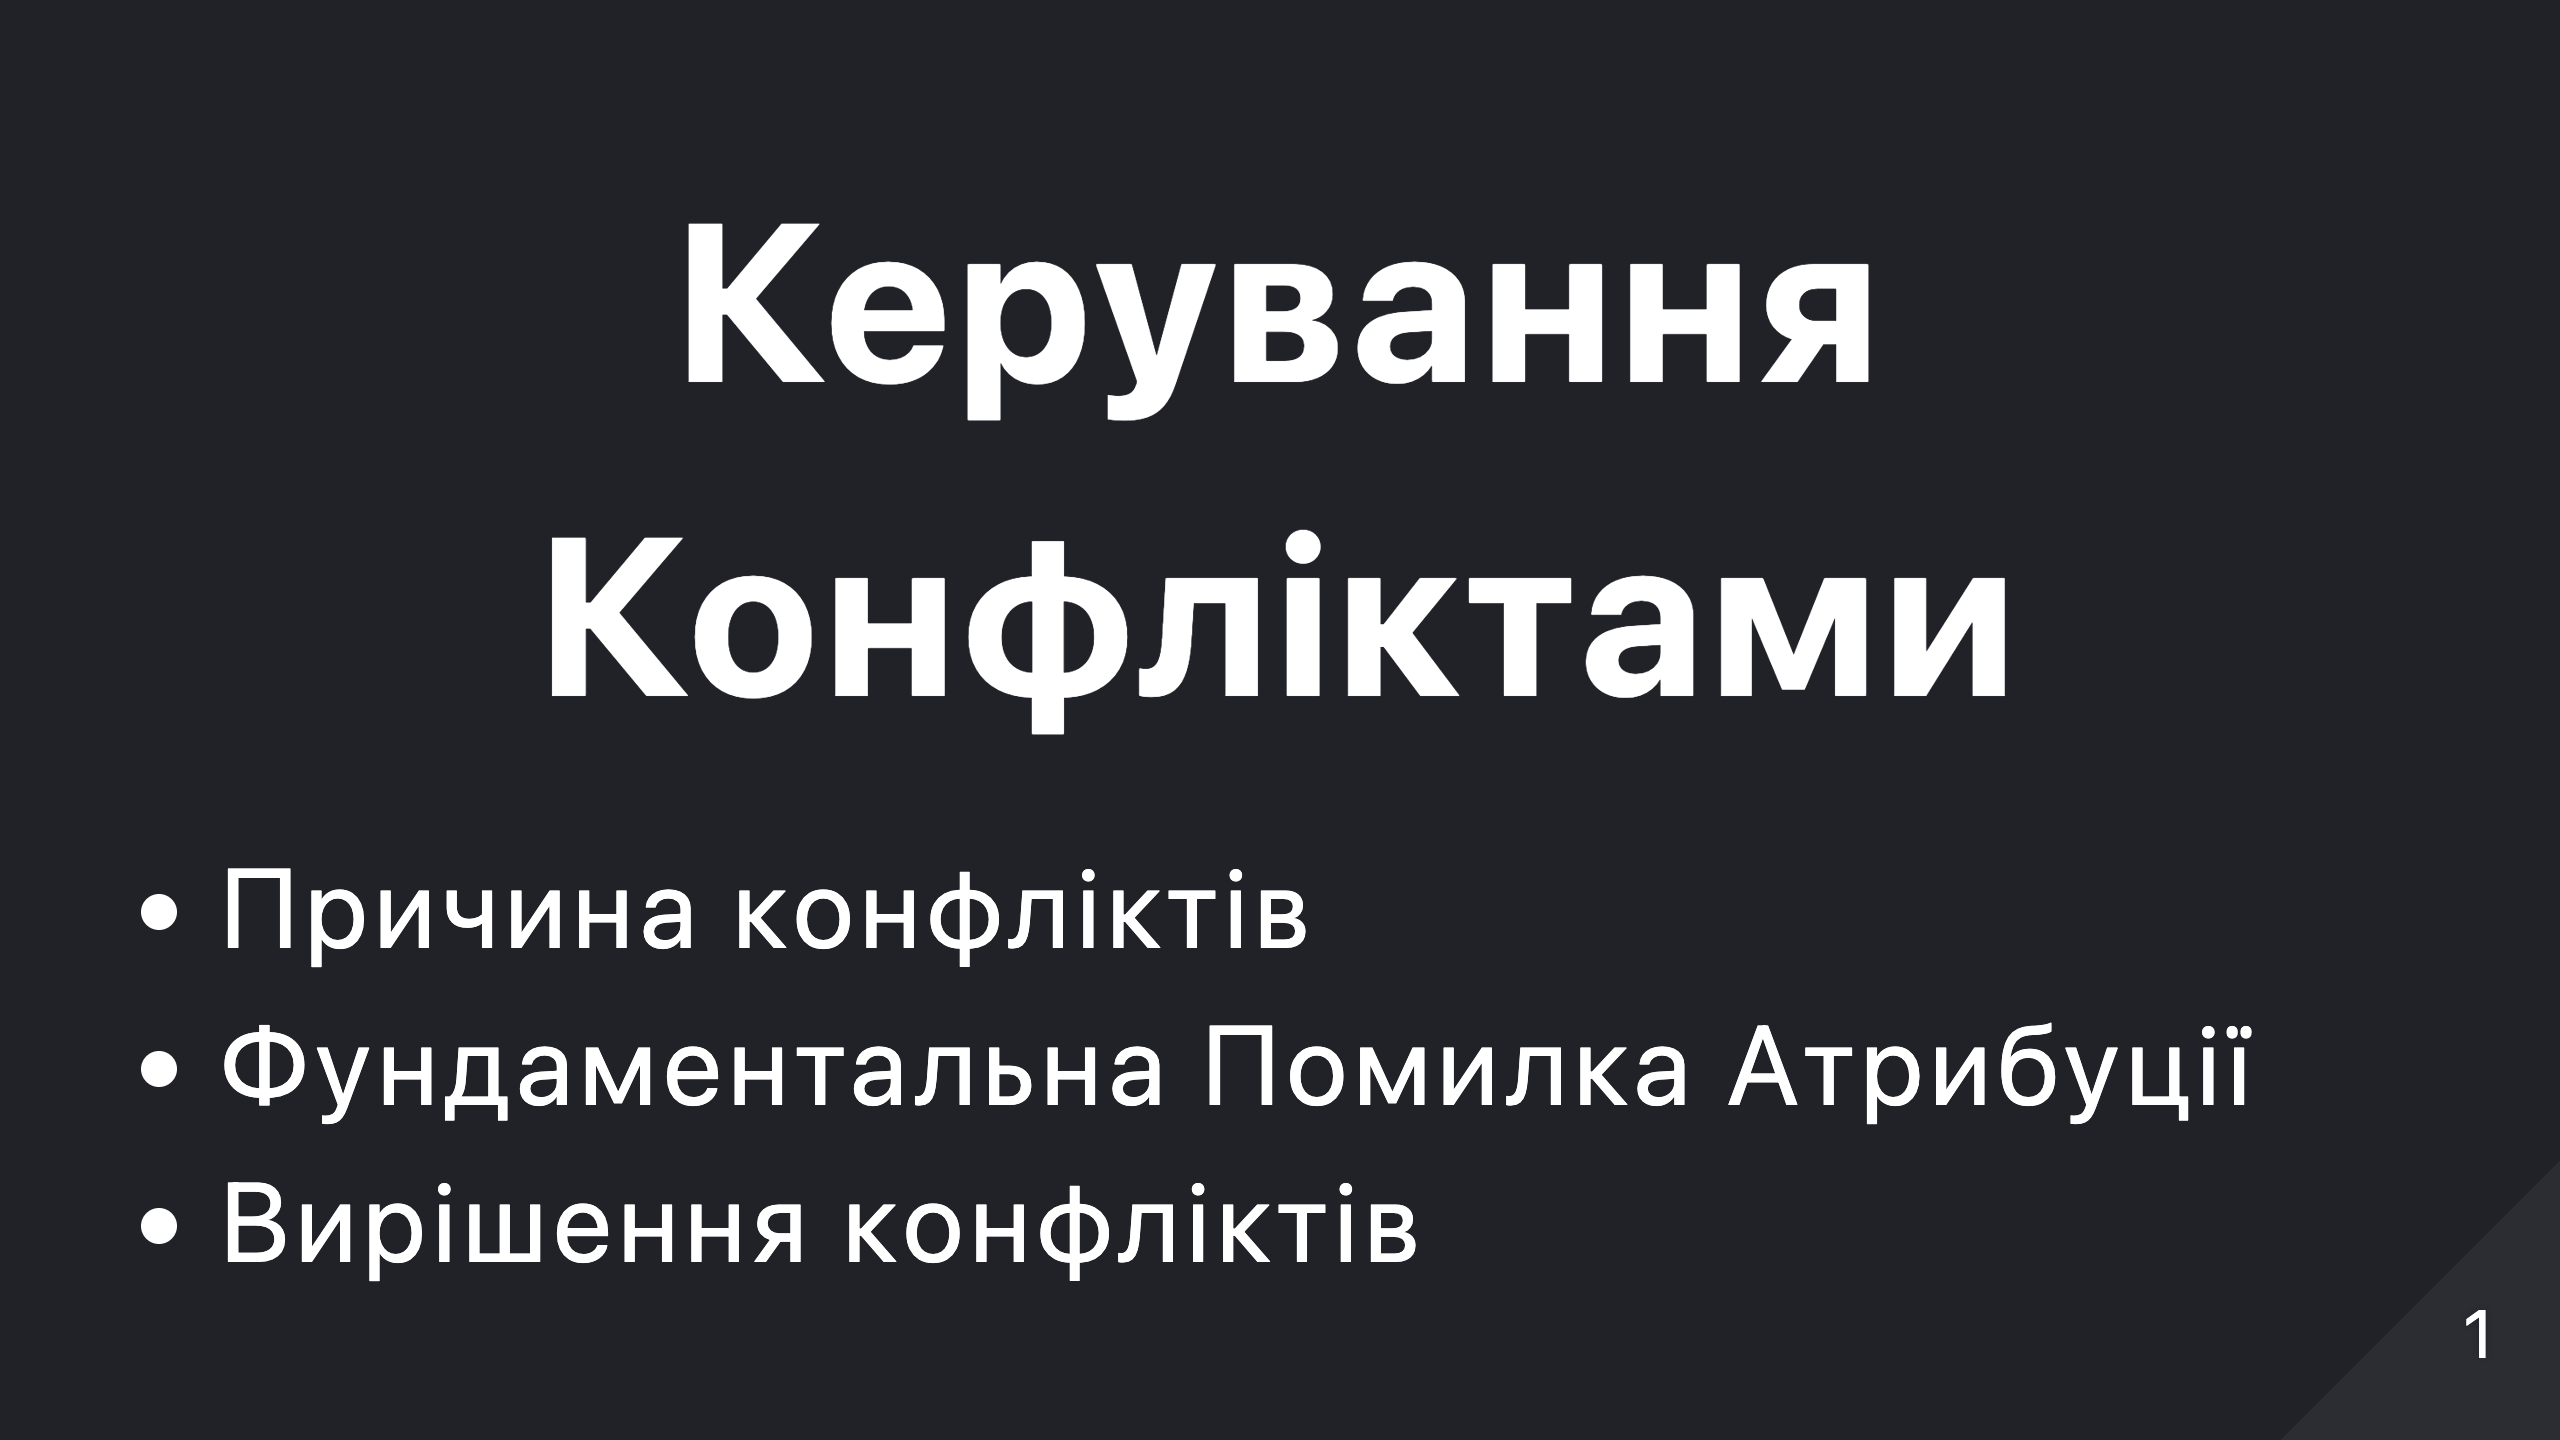 Керування
Конфліктами
• Причина конфліктів
• Фундаментальна Помилка Атрибуції
• Вирішення конфліктів
1